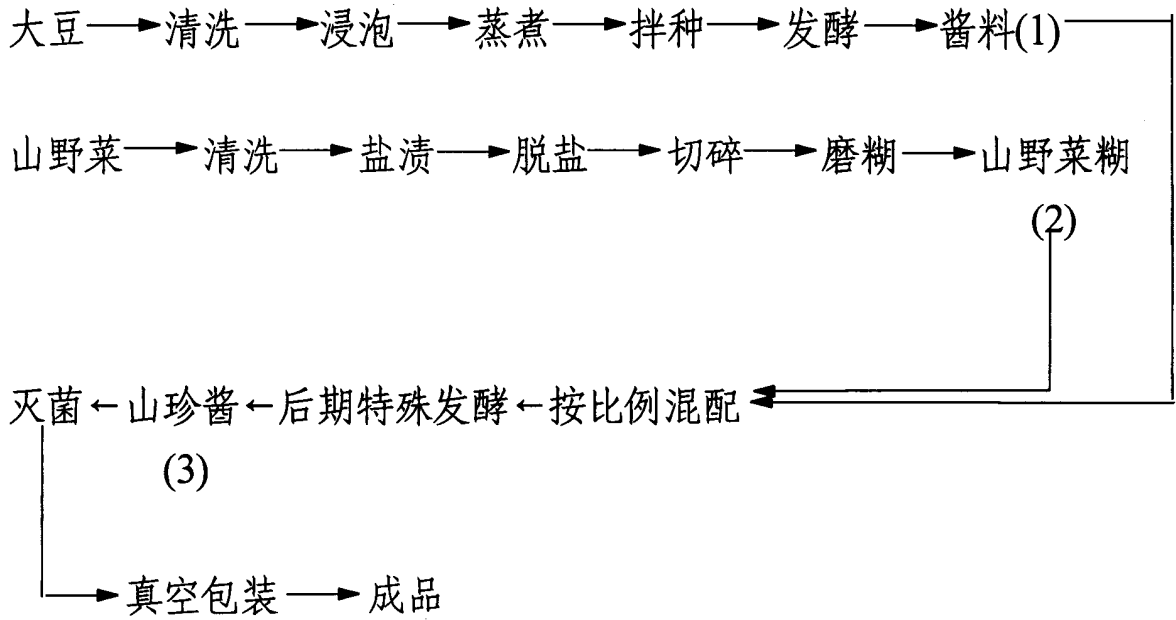 大豆→清洗→浸泡→蒸煮→拌种→发酵→酱料(1)
山野菜→清洗→盐渍→脱盐→切碎→磨糊→山野菜糊
(2)
灭菌←山珍酱←后期特殊发酵←按比例混配
(3)
真空包装→成品